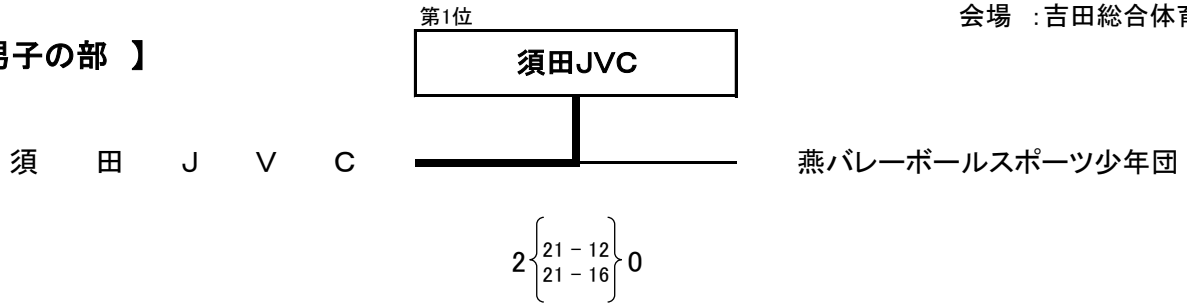 第1位
会場 :吉田総合体育
男子の部 】
須田JVC
須 田 J V C
燕バレーボールスポーツ少年団
2 21 - 12 0
21 - 16